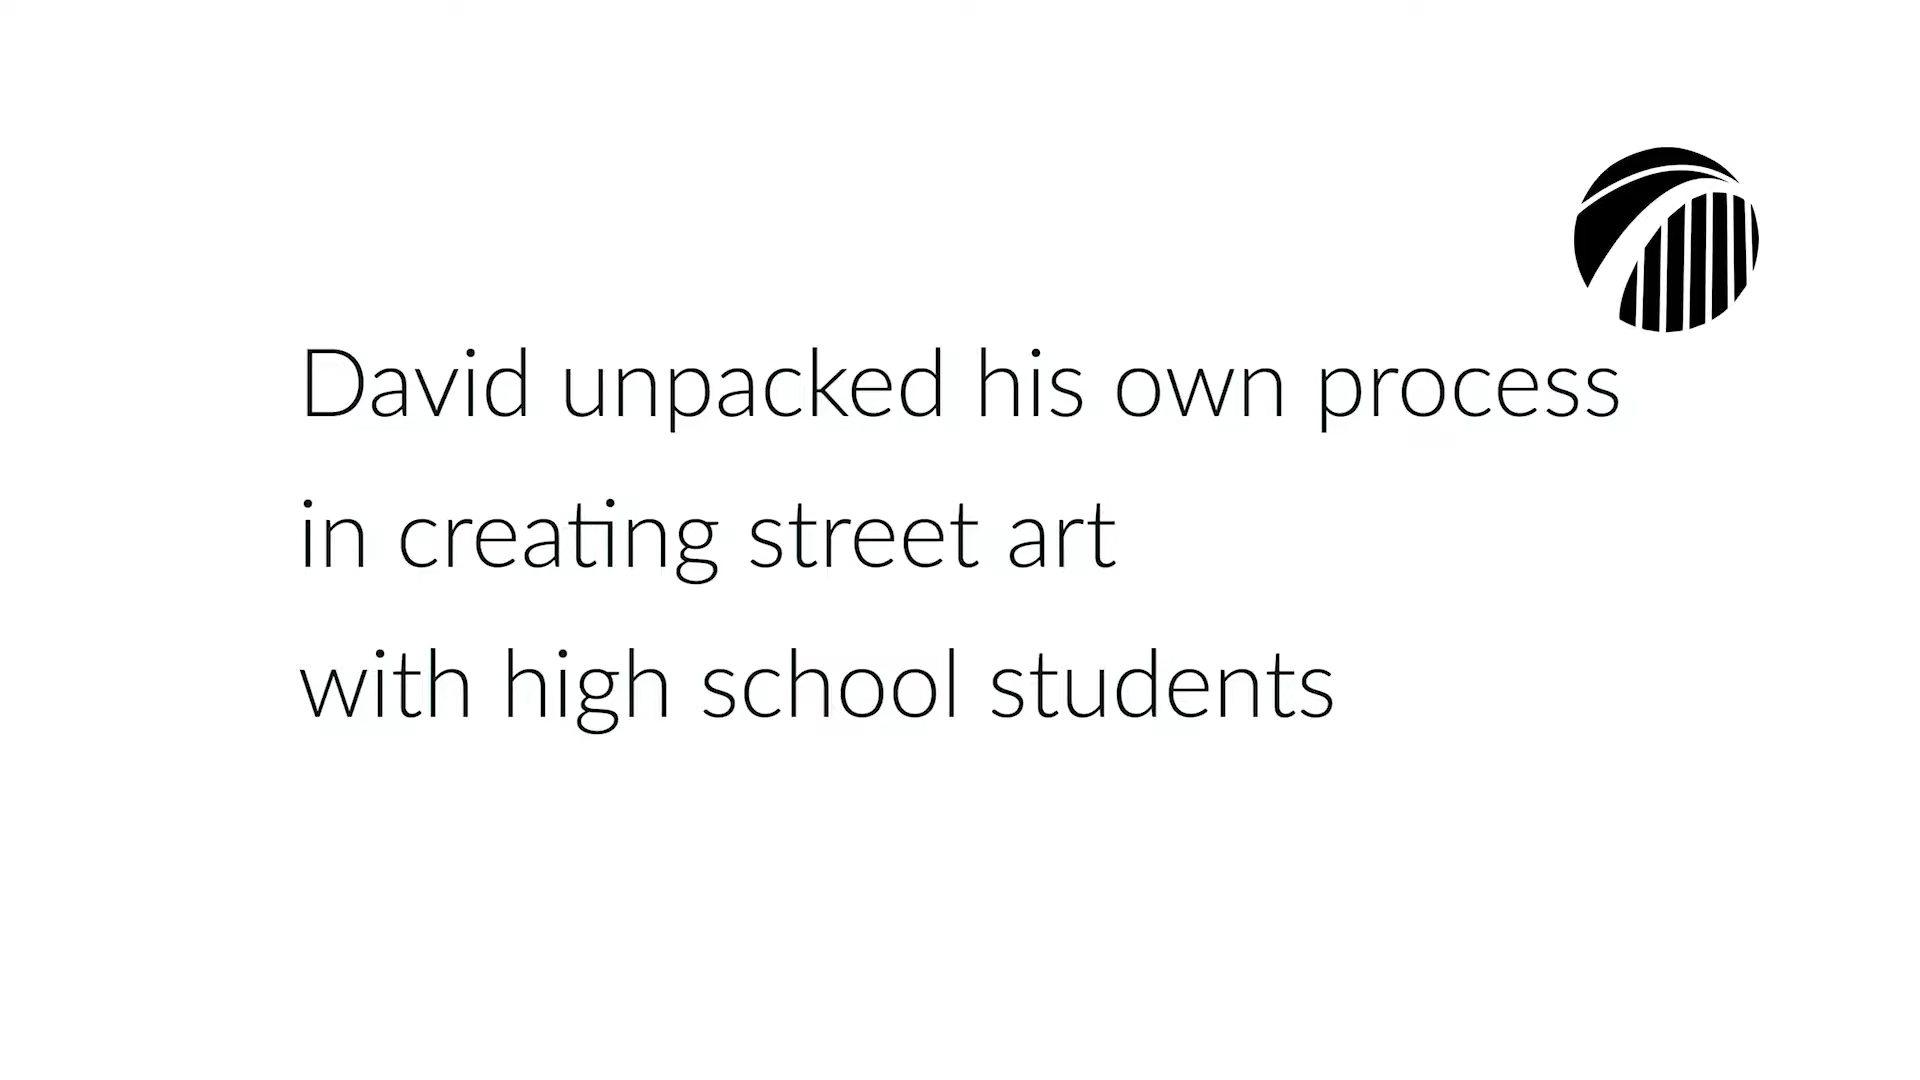 David unpacked his own process
in creating street art
with high school students